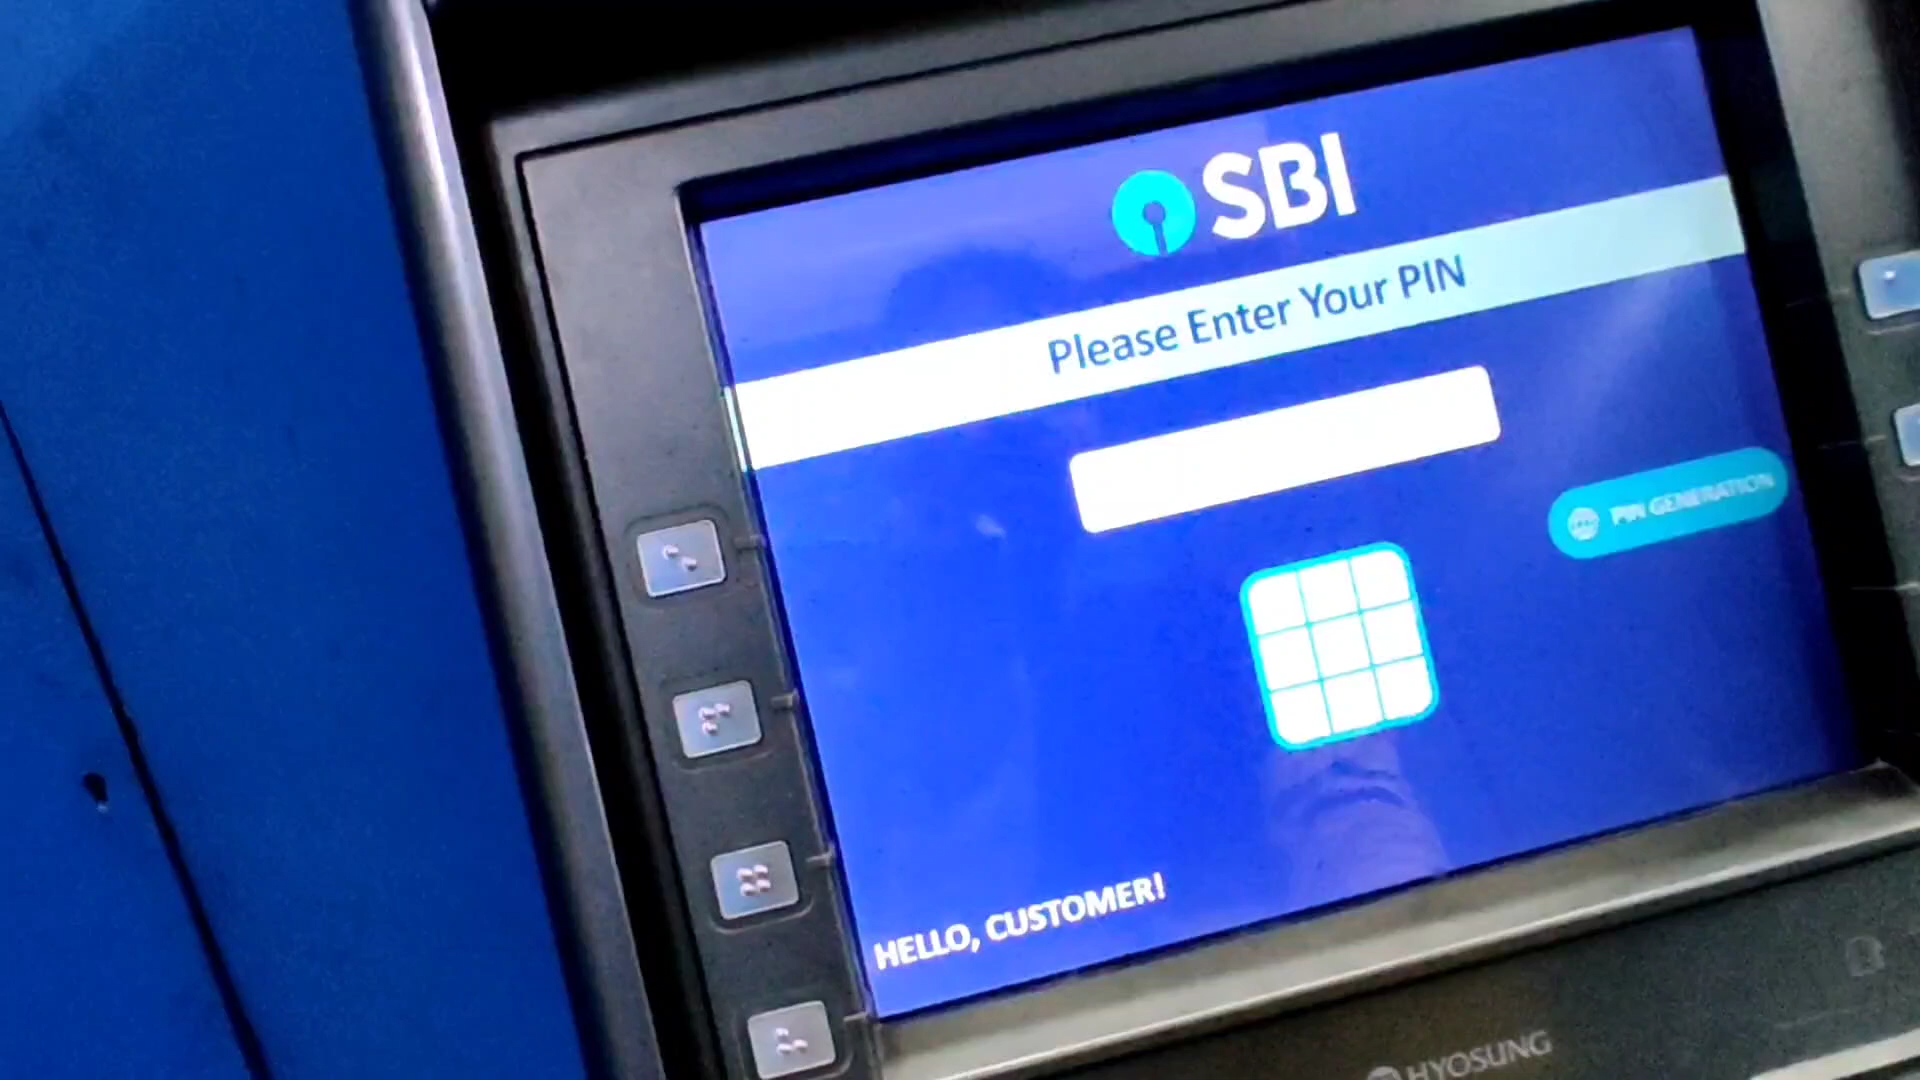 SBI
Please Enter Your PIN
PIN GENERATION
HELLO, CUSTOMER!
HYOSUNG